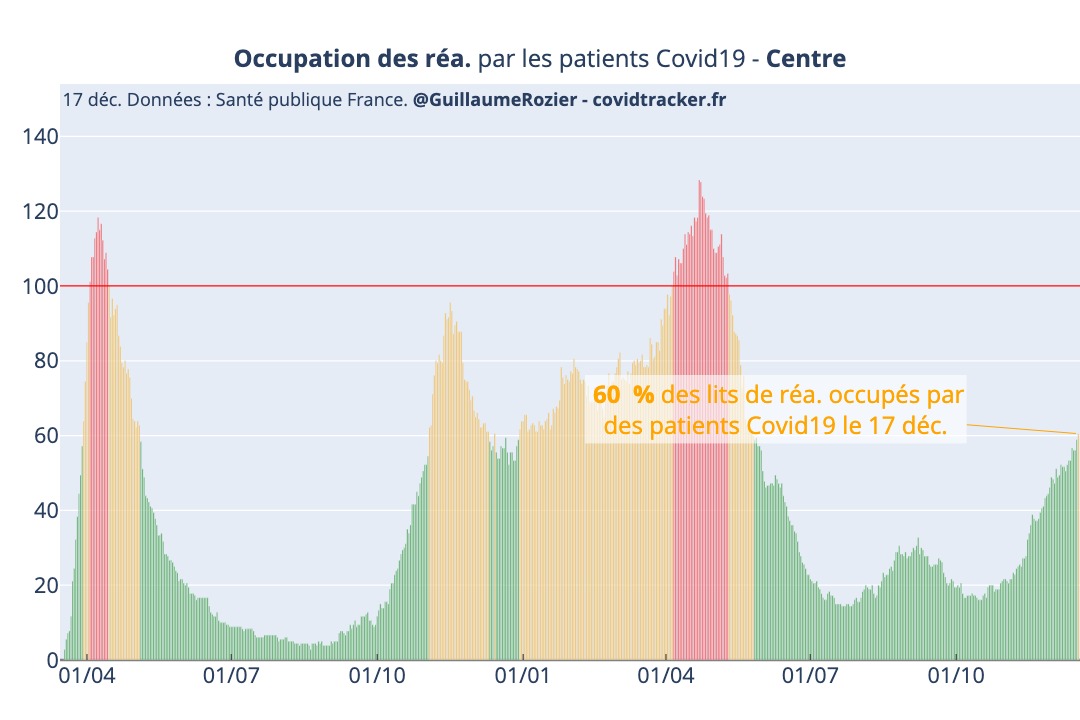 Occupation des réa. par les patients Covid19 - Centre
17 déc. Données : Santé publique France. @GuillaumeRozier - covidtracker.fr
140
120
100
80
60
40
20
0
60 % des lits de réa. occupés par
des patients Covid19 le 17 déc.
01/04 01/07 01/10 01/01 01/04 01/07 01/10